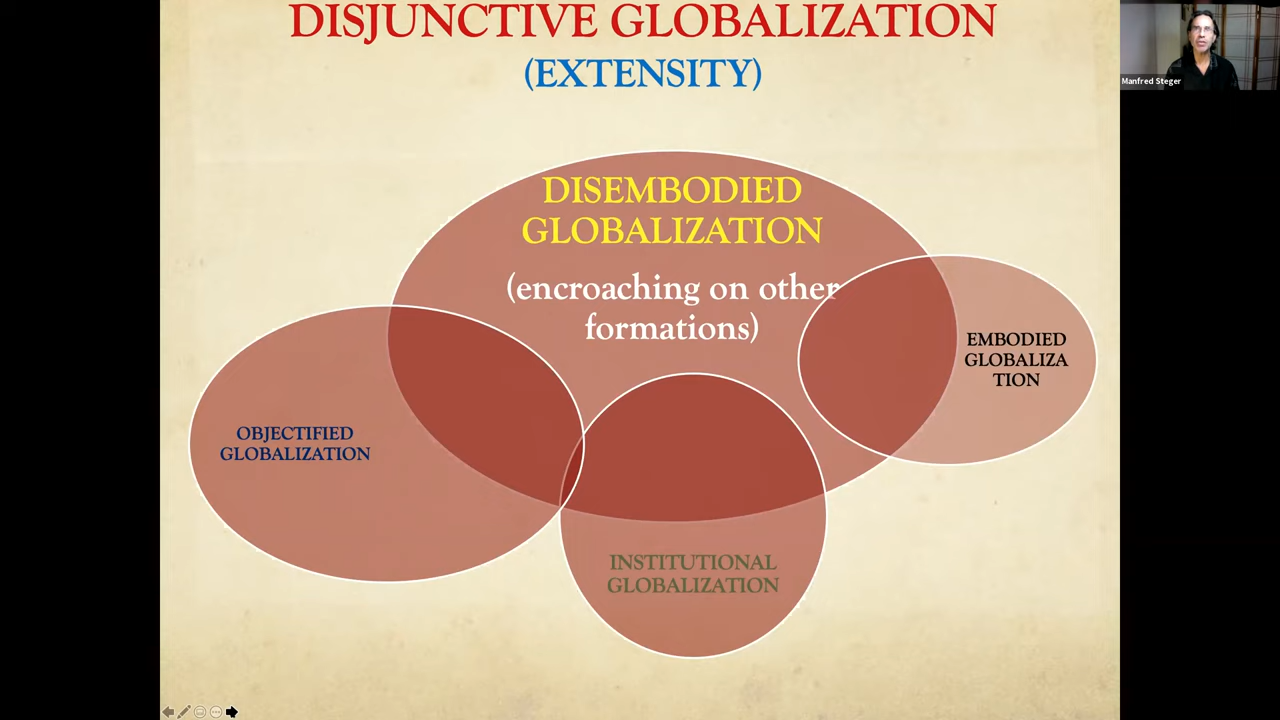 DISJUNCTIVE GLOBALIZATION
(EXTENSITY)
Manfred Steger
DISEMBODIED
GLOBALIZATION
(encroaching on other
formations)
EMBODIED
GLOBALIZA
TION
OBJECTIFIED
GLOBALIZATION
INSTITUTIONAL
GLOBALIZATION